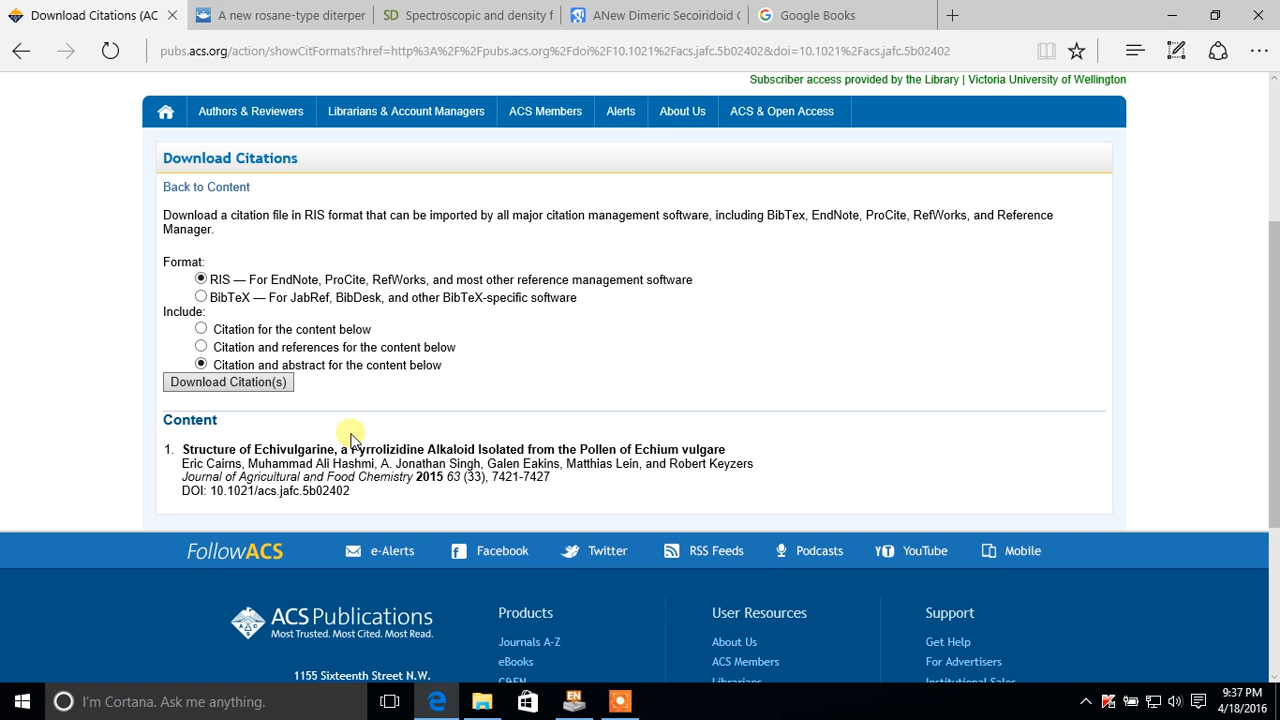 Download Citations (AC
A new rosane-type diterper
SD Spectroscopic and density f
ANew Dimeric Secoiridoid G
Google Books
pubs.acs.org/action/showCitFormats?href=http%3A%2F%2Fpubs.acs.org%2Fdoi%2F10.1021%2Facs.jafc.5b02402&doi=10.1021%2Facs.jafc.5b02402
Subscriber access provided by the Library | Victoria University of Wellington
Authors & Reviewers
Librarians & Account Managers
ACS Members
Alerts
About Us
ACS & Open Access
Download Citations
Back to Content
Download a citation file in RIS format that can be imported by all major citation management software, including BibTex, EndNote, ProCite, RefWorks, and Reference
Manager.
Format:
RIS — For EndNote, ProCite, RefWorks, and most other reference management software
BibTeX — For JabRef, BibDesk, and other BibTeX-specific software
Include:
Citation for the content below
Citation and references for the content below
Citation and abstract for the content below
Download Citation(s)
Content
1. Structure of Echivulgarine, a Pyrrolizidine Alkaloid Isolated from the Pollen of Echium vulgare
Eric Cairns, Muhammad Ali Hashmi, A. Jonathan Singh, Galen Eakins, Matthias Lein, and Robert Keyzers
Journal of Agricultural and Food Chemistry 2015 63 (33), 7421-7427
DOI: 10.1021/acs.jafc.5b02402
FollowACS
e-Alerts
Facebook
Twitter
RSS Feeds
Podcasts
YouTube
Mobile
ACS Publications
Most Trusted. Most Cited. Most Read.
1155 Sixteenth Street N.W.
Products
Journals A-Z
eBooks
C&EN
User Resources
About Us
ACS Members
Librarians
Support
Get Help
For Advertisers
Institutional Sales
I'm Cortana. Ask me anything.
EN
9:37 PM
4/18/2016